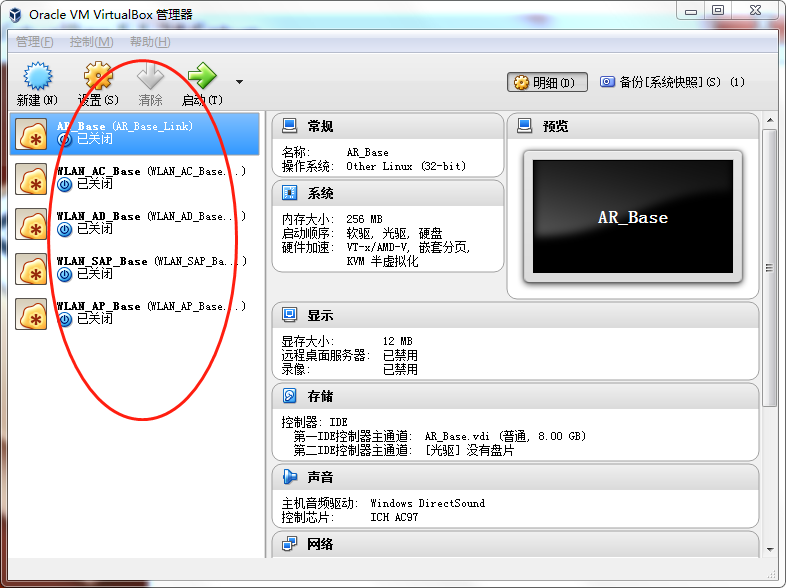 Oracle VM VirtualBox 管理器
管理(F) 控制(M) 帮助(H)
新建(N) 设置(S) 清除 启动(T)
明细(D) 备份[系统快照](S) (1)
AR_Base (AR_Base_Link)
已关闭
WLAN_AC_Base (WLAN_AC_Base...)
已关闭
WLAN_AD_Base (WLAN_AD_Base...)
已关闭
WLAN_SAP_Base (WLAN_SAP_Ba...)
已关闭
WLAN_AP_Base (WLAN_AP_Base...)
已关闭
常规
名称: AR_Base
操作系统: Other Linux (32-bit)
系统
内存大小: 256 MB
启动顺序: 软驱, 光驱, 硬盘
硬件加速: VT-x/AMD-V, 嵌套分页,
KVM 半虚拟化
预览
AR_Base
显示
显存大小: 12 MB
远程桌面服务器: 已禁用
录像: 已禁用
存储
控制器: IDE
第一IDE控制器主通道: AR_Base.vdi (普通, 8.00 GB)
第二IDE控制器主通道: [光驱] 没有盘片
声音
主机音频驱动: Windows DirectSound
控制芯片: ICH AC97
网络